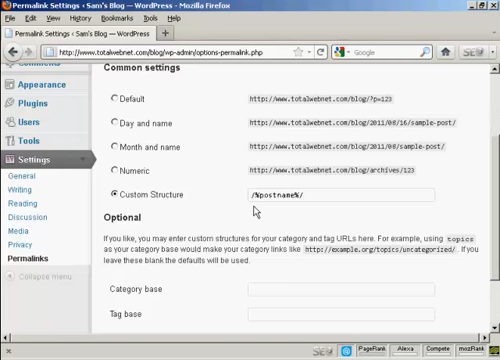 Permalink Settings ‹ Sam's Blog — WordPress - Mozilla Firefox
File Edit View History Bookmarks Tools Help
Permalink Settings ‹ Sam's Blog — WordPress
http://www.totalwebnet.com/blog/wp-admin/options-permalink.php
Google
Comments
Appearance
Plugins
Users
Tools
Settings
General
Writing
Reading
Discussion
Media
Privacy
Permalinks
Collapse menu
Common settings
Default http://www.totalwebnet.com/blog/?p=123
Day and name http://www.totalwebnet.com/blog/2011/08/16/sample-post/
Month and name http://www.totalwebnet.com/blog/2011/08/sample-post/
Numeric http://www.totalwebnet.com/blog/archives/123
Custom Structure /%postname%/
Optional
If you like, you may enter custom structures for your category and tag URLs here. For example, using topics
as your category base would make your category links like http://example.org/topics/uncategorized/. If you
leave these blank the defaults will be used.
Category base
Tag base
SEO PageRank Alexa Compete mozRank